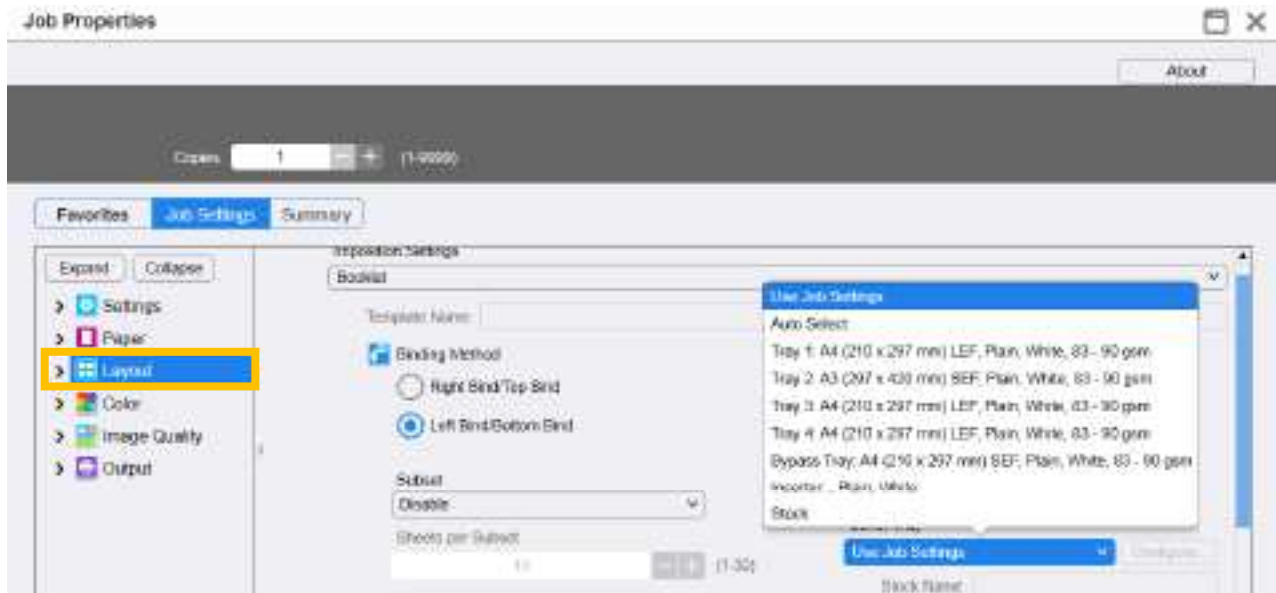 Job Properties
About
Copies 1 − + (1-9999)
Favorites Job Settings Summary
Expand Collapse
Settings
Paper
Layout
Color
Image Quality
Output
Imposition Settings
Booklet
Template Name
Binding Method
Right Bind/Top Bind
Left Bind/Bottom Bind
Subset
Disable
Sheets per Subset
(1-30)
Use Job Settings
Auto Select
Tray 1: A4 (210 x 297 mm) LEF, Plain, White, 83 - 90 gsm
Tray 2: A3 (297 x 420 mm) SEF, Plain, White, 83 - 90 gsm
Tray 3: A4 (210 x 297 mm) LEF, Plain, White, 83 - 90 gsm
Tray 4: A4 (210 x 297 mm) LEF, Plain, White, 83 - 90 gsm
Bypass Tray: A4 (210 x 297 mm) SEF, Plain, White, 83 - 90 gsm
Inserter: , Plain, White
Stock
Use Job Settings
Stock Name